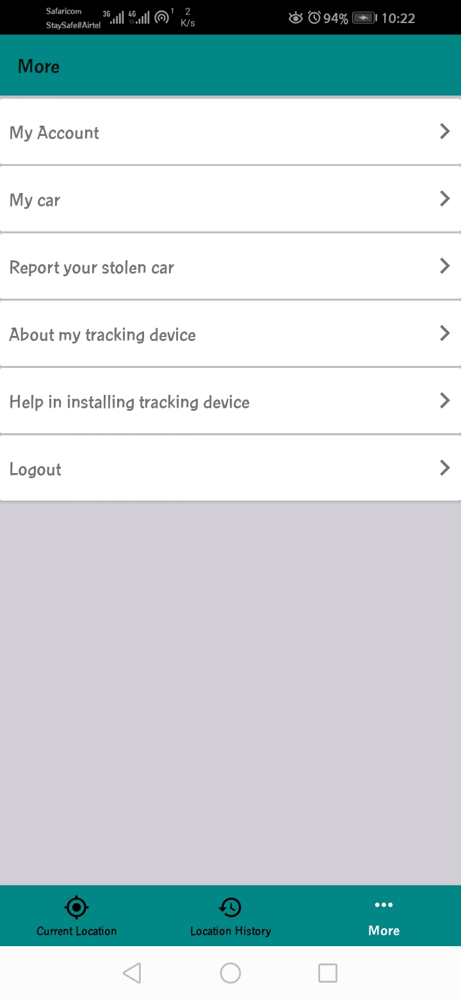 Safaricom
StaySafe#Airtel
3G
4G
1
2
K/s
94%
10:22
More
My Account
My car
Report your stolen car
About my tracking device
Help in installing tracking device
Logout
Current Location
Location History
More